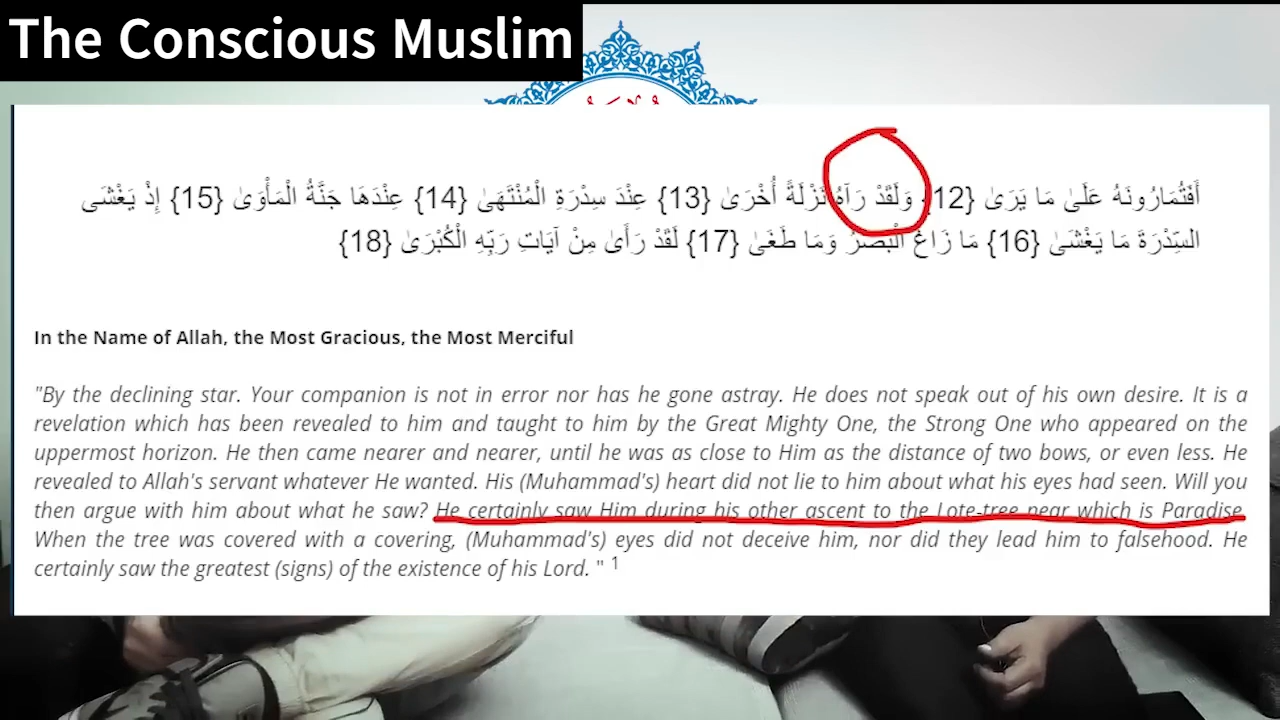 The Conscious Muslim
أَفَتُمَارُونَهُ عَلَىٰ مَا يَرَىٰ {12} وَلَقَدْ رَآهُ نَزْلَةً أُخْرَىٰ {13} عِنْدَ سِدْرَةِ الْمُنْتَهَىٰ {14} عِنْدَهَا جَنَّةُ الْمَأْوَىٰ {15} إِذْ يَغْشَى
السِّدْرَةَ مَا يَغْشَىٰ {16} مَا زَاغَ الْبَصَرُ وَمَا طَغَىٰ {17} لَقَدْ رَأَىٰ مِنْ آيَاتِ رَبِّهِ الْكُبْرَىٰ {18}
In the Name of Allah, the Most Gracious, the Most Merciful
"By the declining star. Your companion is not in error nor has he gone astray. He does not speak out of his own desire. It is a
revelation which has been revealed to him and taught to him by the Great Mighty One, the Strong One who appeared on the
uppermost horizon. He then came nearer and nearer, until he was as close to Him as the distance of two bows, or even less. He
revealed to Allah's servant whatever He wanted. His (Muhammad's) heart did not lie to him about what his eyes had seen. Will you
then argue with him about what he saw? He certainly saw Him during his other ascent to the Lote-tree near which is Paradise.
When the tree was covered with a covering, (Muhammad's) eyes did not deceive him, nor did they lead him to falsehood. He
certainly saw the greatest (signs) of the existence of his Lord. " 1